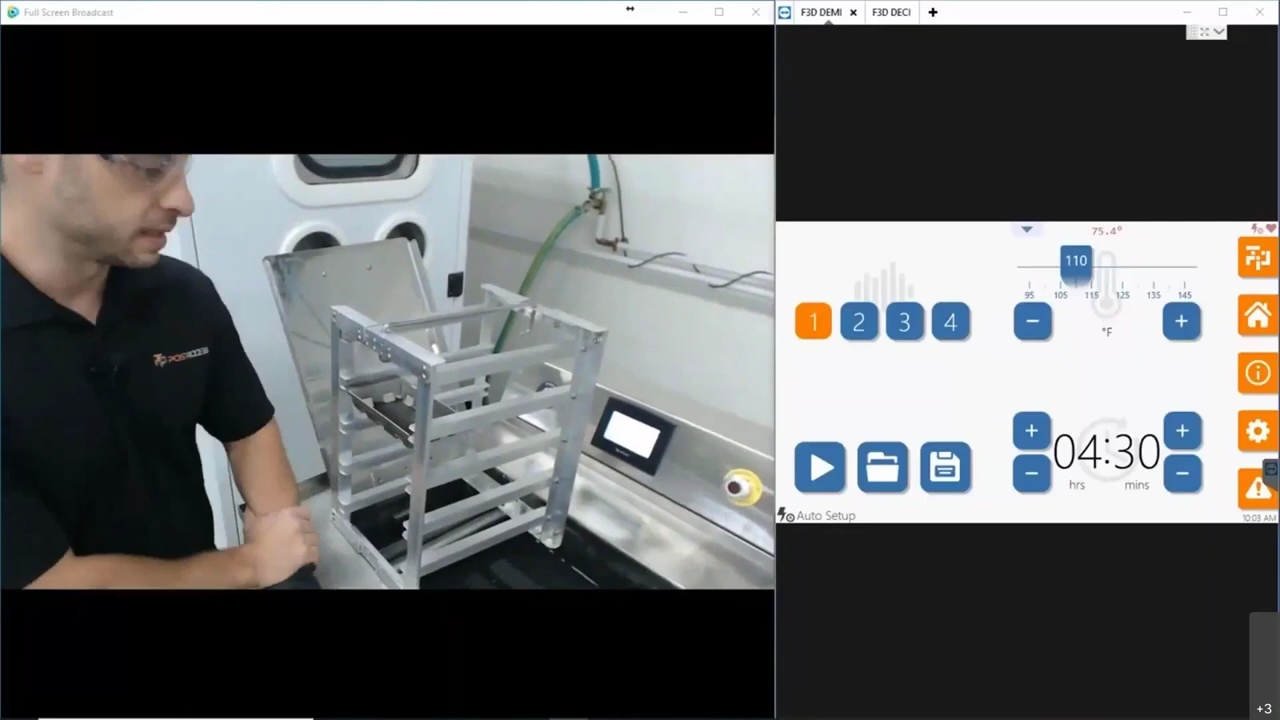 Full Screen Broadcast
F3D DEMI
F3D DECI
75.4°
110
95 105 115 125 135 145
°F
1 2 3 4
04:30
hrs mins
Auto Setup
10:03 AM
+3